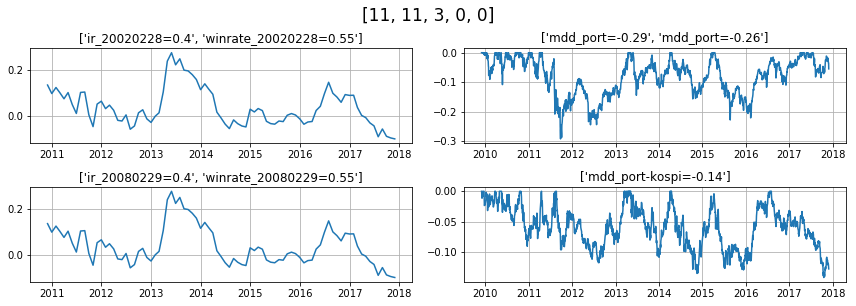 [11, 11, 3, 0, 0]
['ir_20020228=0.4', 'winrate_20020228=0.55']
0.2
0.0
2011 2012 2013 2014 2015 2016 2017 2018
['mdd_port=-0.29', 'mdd_port=-0.26']
0.0
−0.1
−0.2
−0.3
2010 2011 2012 2013 2014 2015 2016 2017 2018
['ir_20080229=0.4', 'winrate_20080229=0.55']
0.2
0.0
2011 2012 2013 2014 2015 2016 2017 2018
['mdd_port-kospi=-0.14']
0.00
−0.05
−0.10
2010 2011 2012 2013 2014 2015 2016 2017 2018